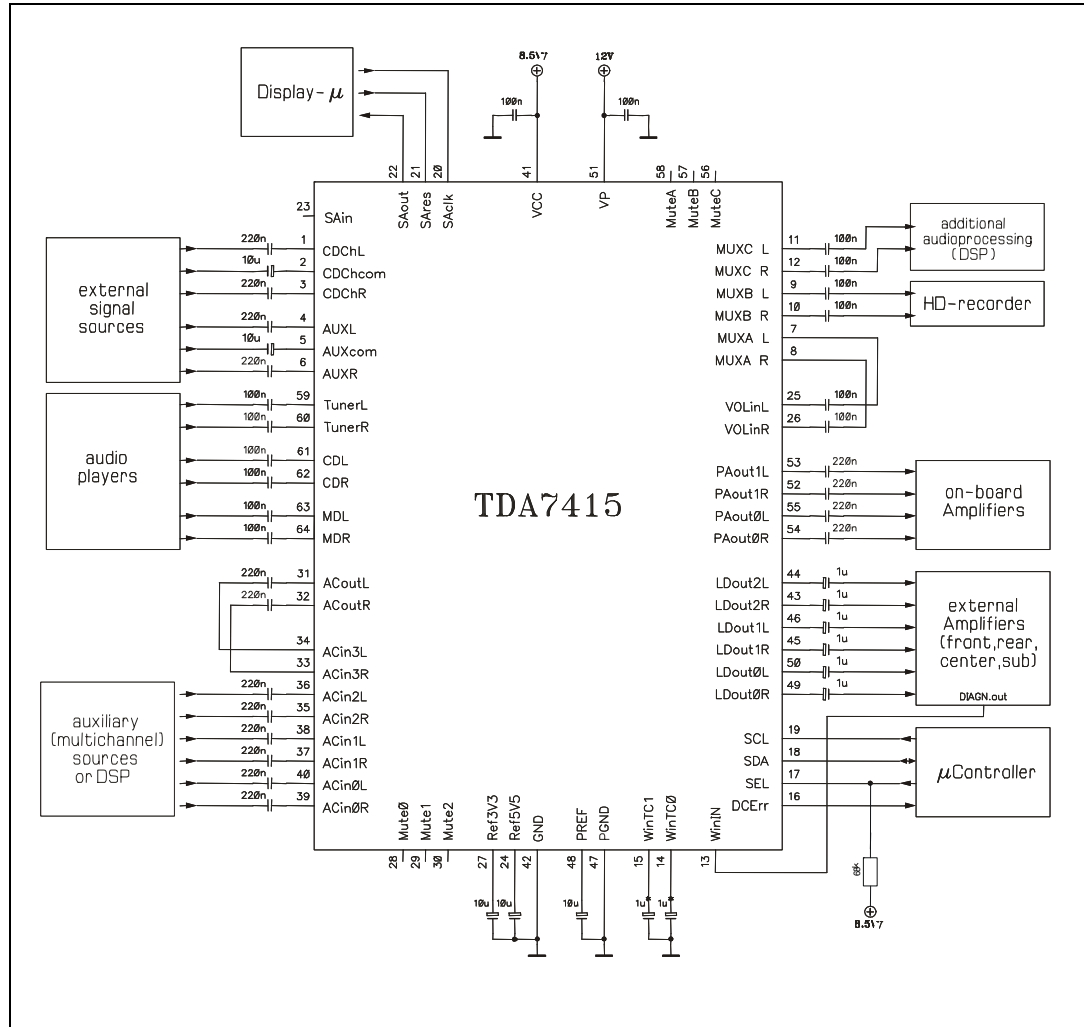 8.5V
12V
Display-μ
100n
100n
22
21
20
41
51
58
57
56
SAout
SAres
SAclk
VCC
VP
MuteA
MuteB
MuteC
23
SAin
external
signal
sources
220n
1
CDChL
10u
2
CDChcom
220n
3
CDChR
220n
4
AUXL
10u
5
AUXcom
220n
6
AUXR
audio
players
100n
59
TunerL
100n
60
TunerR
100n
61
CDL
100n
62
CDR
100n
63
MDL
100n
64
MDR
220n
31
ACoutL
220n
32
ACoutR
34
ACin3L
33
ACin3R
auxiliary
(multichannel)
sources
or DSP
220n
36
ACin2L
220n
35
ACin2R
220n
38
ACin1L
220n
37
ACin1R
220n
40
ACin0L
220n
39
ACin0R
TDA7415
MUXC L
11
100n
MUXC R
12
100n
additional
audioprocessing
(DSP)
MUXB L
9
100n
MUXB R
10
100n
HD-recorder
MUXA L
7
MUXA R
8
VOLinL
25
100n
VOLinR
26
100n
PAout1L
53
220n
PAout1R
52
220n
PAout0L
55
220n
PAout0R
54
220n
on-board
Amplifiers
LDout2L
44
1u
LDout2R
43
1u
LDout1L
46
1u
LDout1R
45
1u
LDout0L
50
1u
LDout0R
49
1u
external
Amplifiers
(front,rear,
center,sub)
DIAGN.out
SCL
19
SDA
18
SEL
17
DCErr
16
μController
Mute0
Mute1
Mute2
Ref3V3
Ref5V5
GND
PREF
PGND
WinTC1
WinTC0
WinIN
28
29
30
27
24
42
48
47
15
14
13
10u
10u
10u
1u*
1u*
68k
8.5V